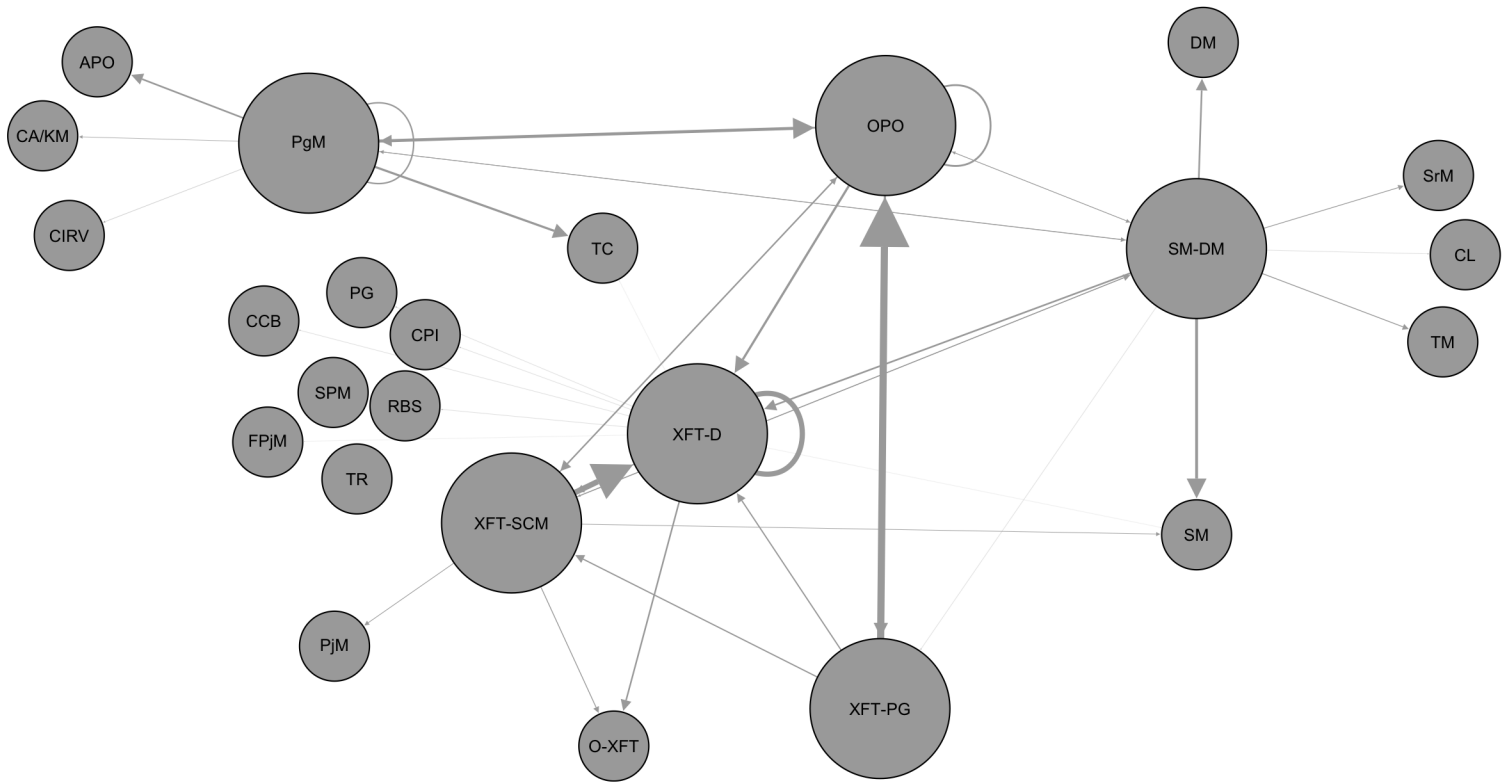 DM
APO
OPO
CA/KM
PgM
SrM
CIRV
TC
SM-DM
CL
PG
CCB
CPI
TM
SPM
RBS
FPjM
XFT-D
TR
XFT-SCM
SM
PjM
XFT-PG
O-XFT